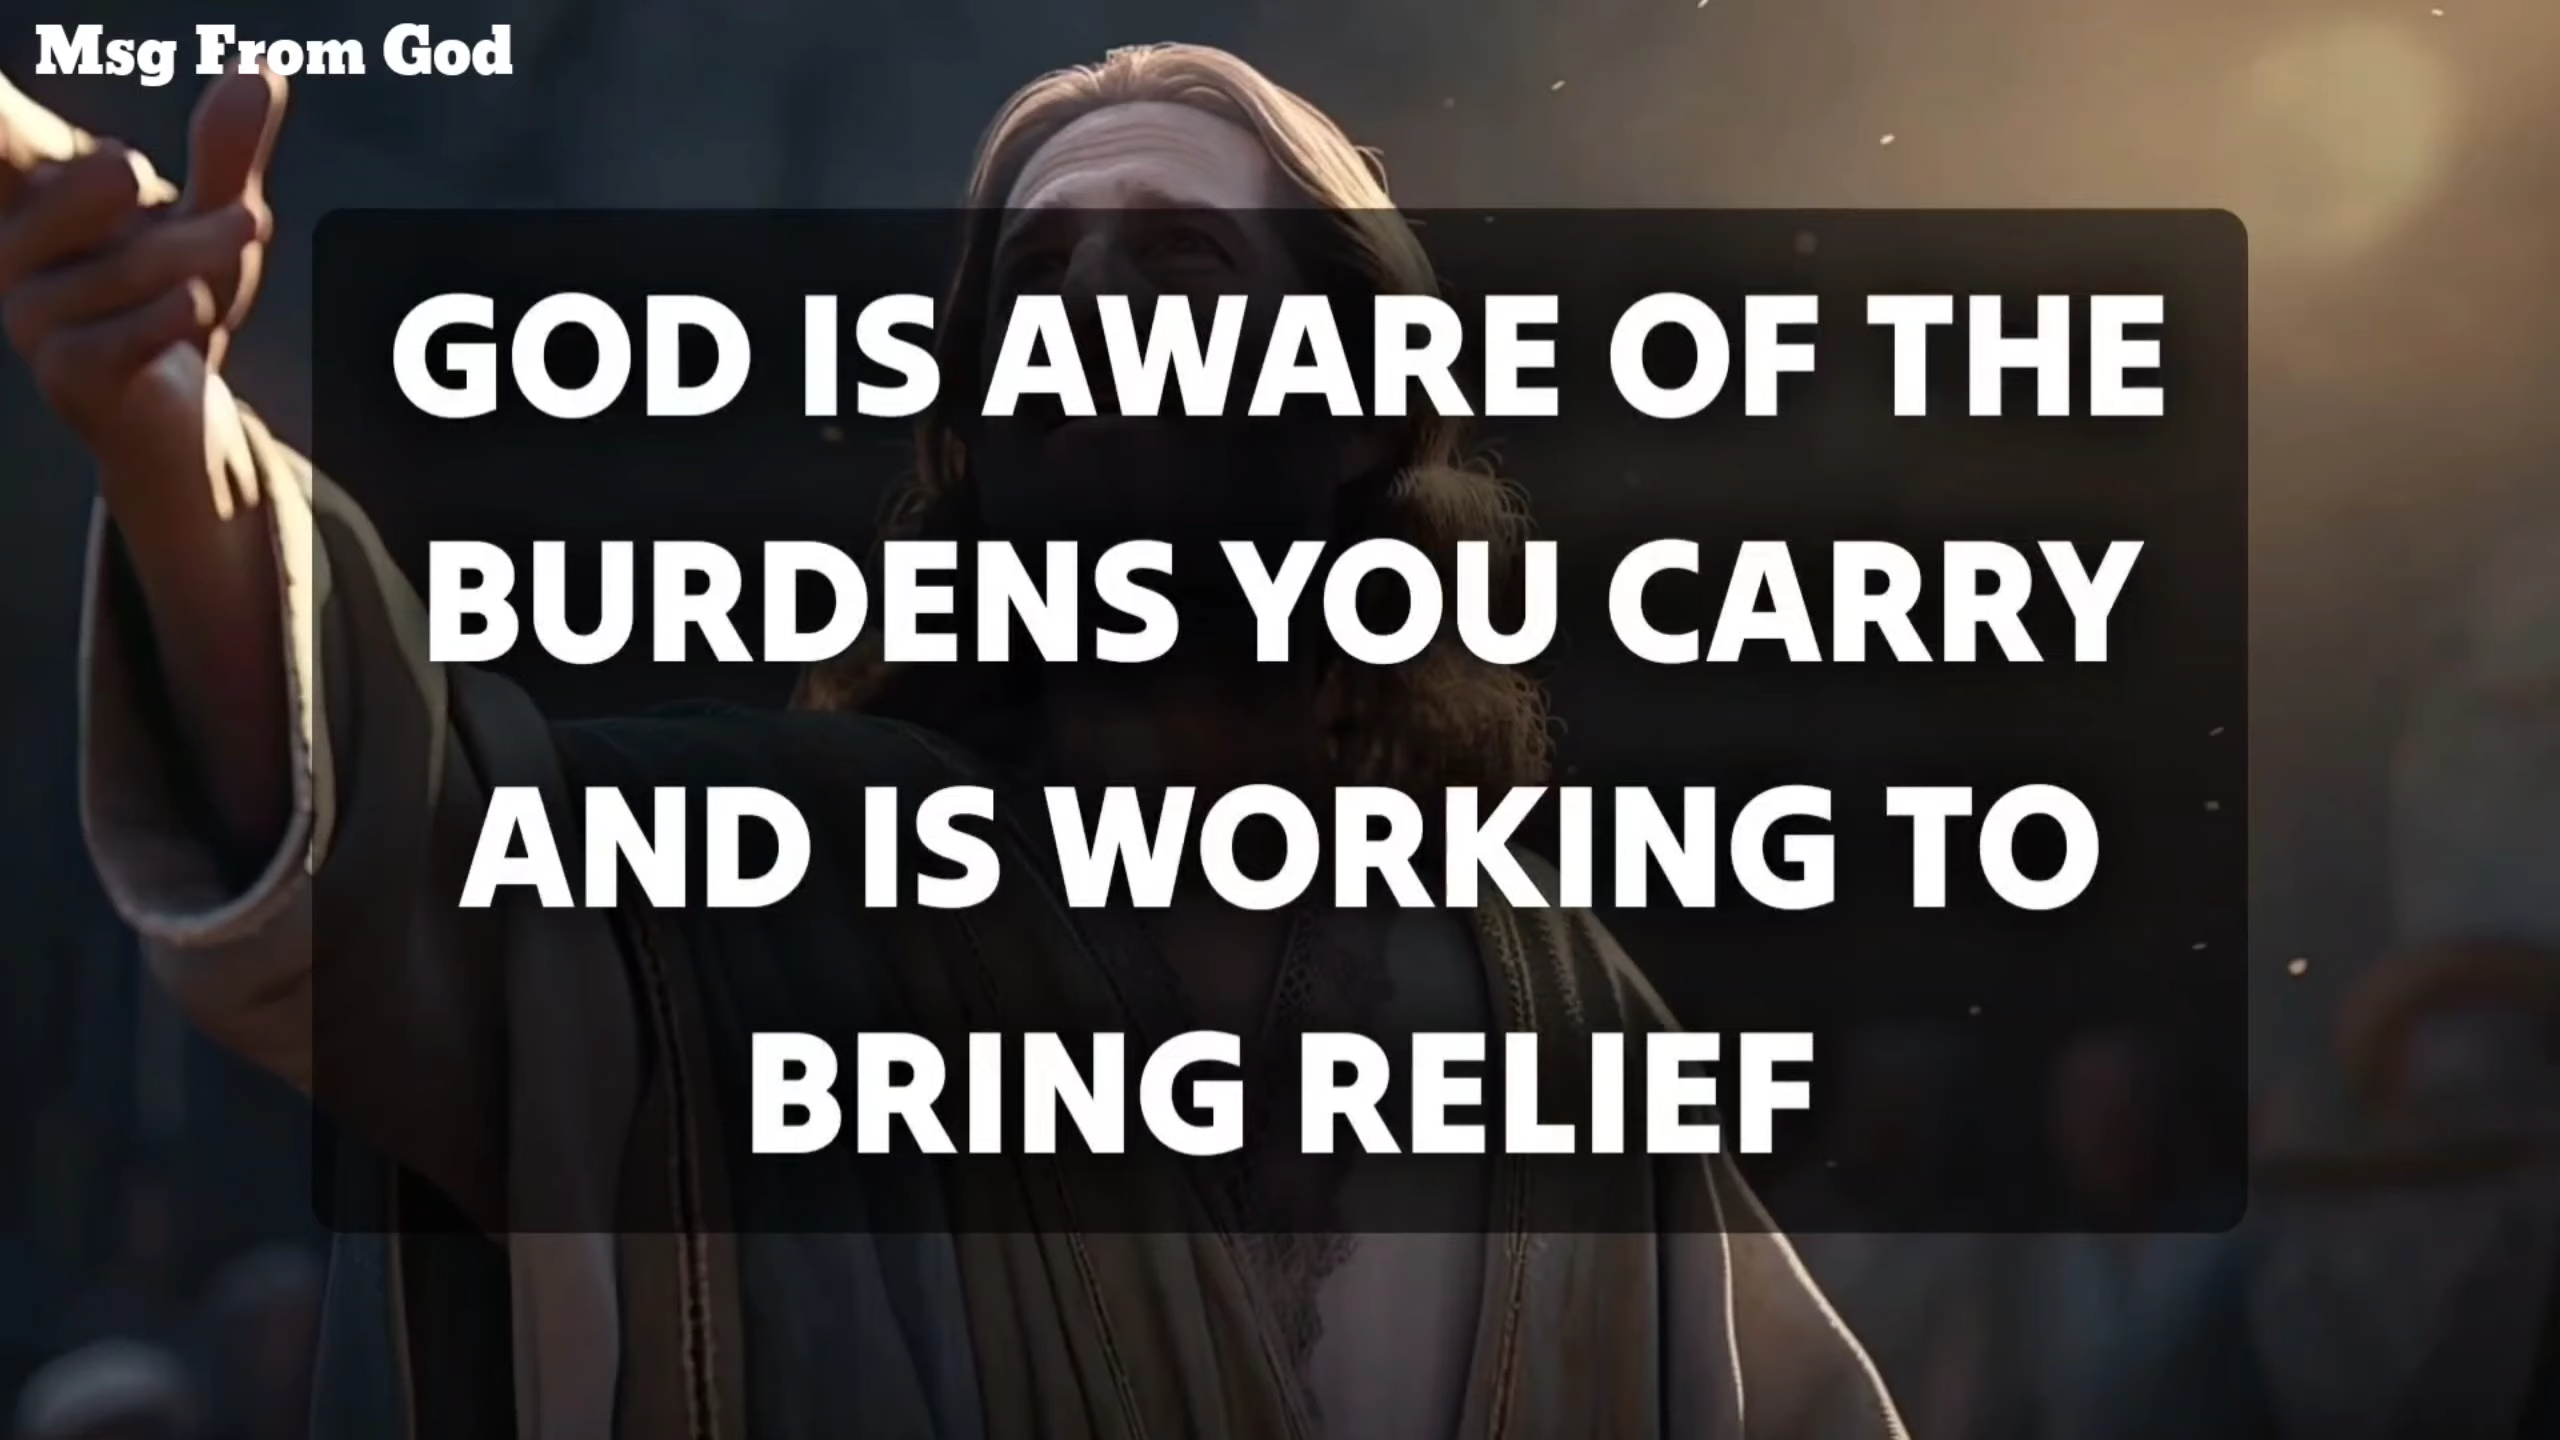 Msg From God
GOD IS AWARE OF THE
BURDENS YOU CARRY
AND IS WORKING TO
BRING RELIEF